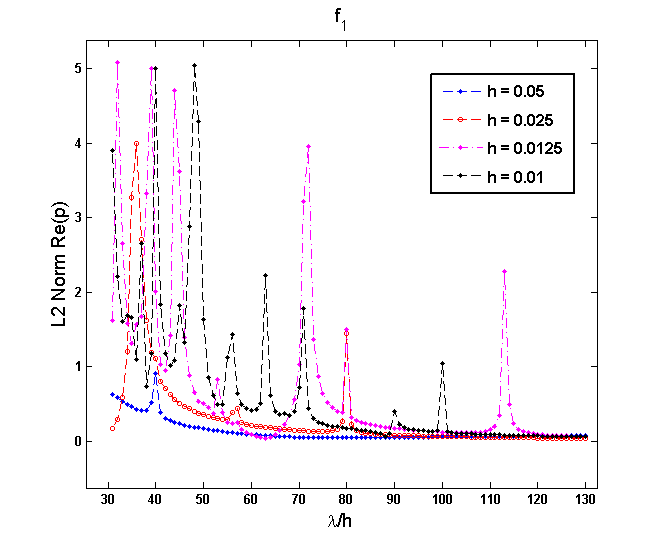 f1
L2 Norm Re(p)
5
4
3
2
1
0
h = 0.05
h = 0.025
h = 0.0125
h = 0.01
30 40 50 60 70 80 90 100 110 120 130
λ/h